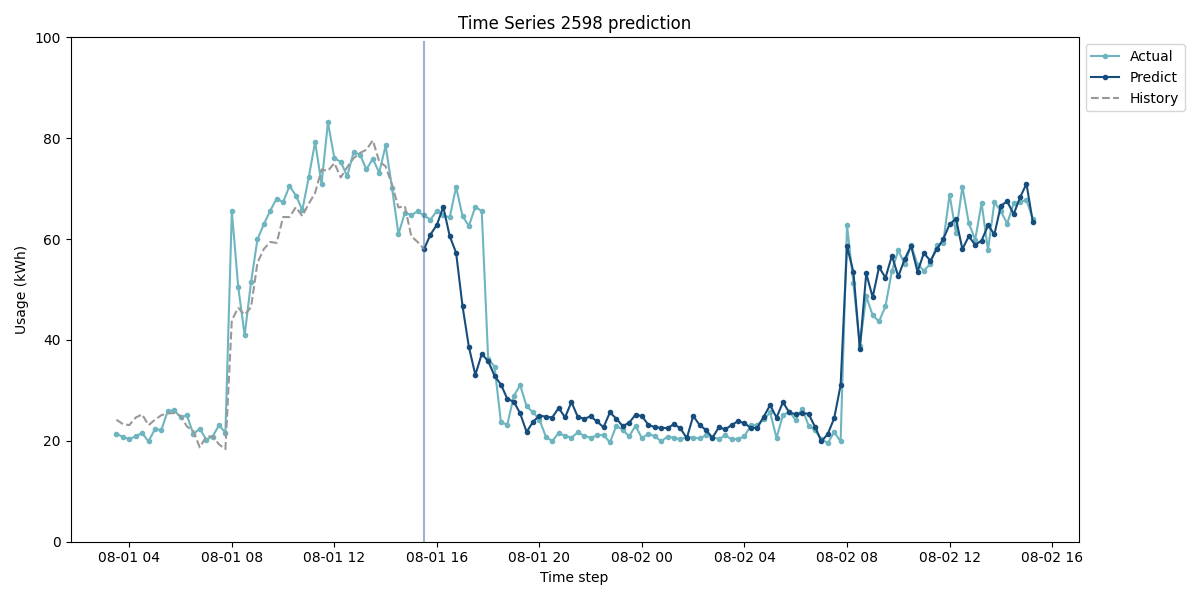 Time Series 2598 prediction
100
80
60
40
20
0
Usage (kWh)
08-01 04
08-01 08
08-01 12
08-01 16
08-01 20
08-02 00
08-02 04
08-02 08
08-02 12
08-02 16
Time step
Actual
Predict
History